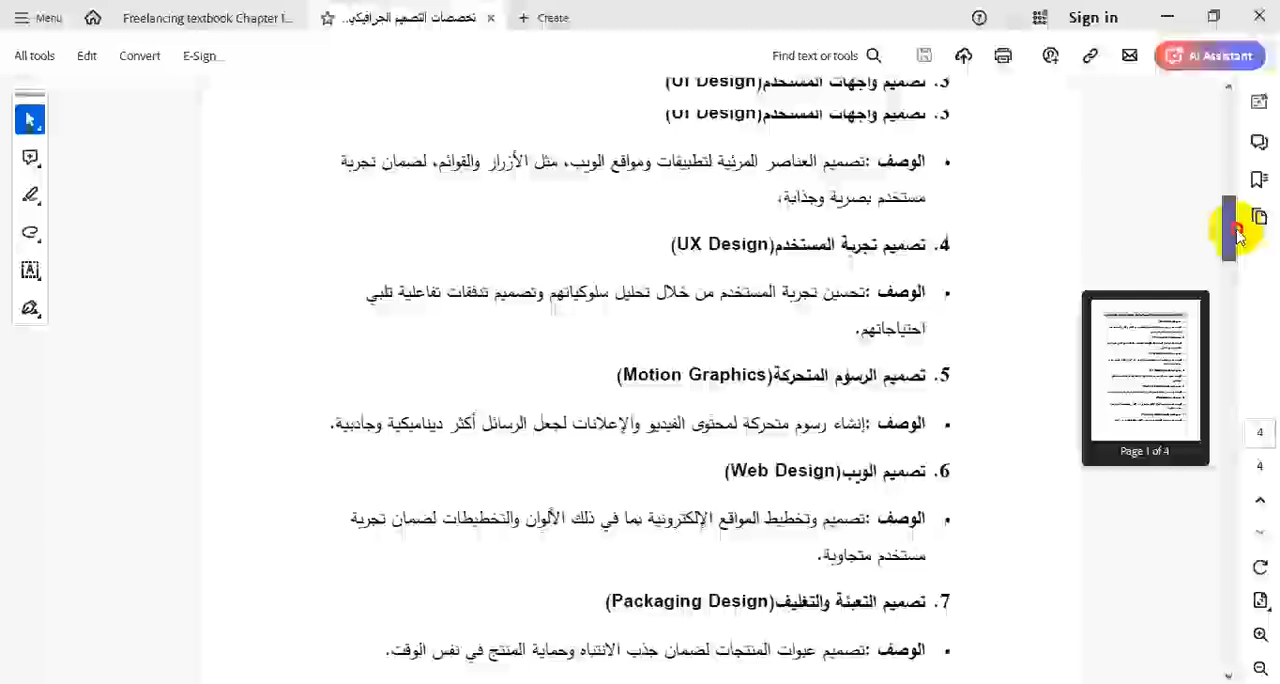 Menu
Freelancing textbook Chapter I...
تخصصات التصميم الجرافيكي...
Create
Sign in
All tools
Edit
Convert
E-Sign
Find text or tools
AI Assistant
3. تصميم واجهات المستخدم(UI Design)
3. تصميم واجهات المستخدم(UI Design)
• الوصف :تصميم العناصر المرئية لتطبيقات ومواقع الويب، مثل الأزرار والقوائم، لضمان تجربة
مستخدم بصرية وجذابة.
4. تصميم تجربة المستخدم(UX Design)
• الوصف :تحسين تجربة المستخدم من خلال تحليل سلوكياتهم وتصميم تدفقات تفاعلية تلبي
احتياجاتهم.
5. تصميم الرسوم المتحركة(Motion Graphics)
• الوصف :إنشاء رسوم متحركة لمحتوى الفيديو والإعلانات لجعل الرسائل أكثر ديناميكية وجاذبية.
6. تصميم الويب(Web Design)
• الوصف :تصميم وتخطيط المواقع الإلكترونية بما في ذلك الألوان والتخطيطات لضمان تجربة
مستخدم متجاوبة.
7. تصميم التعبئة والتغليف(Packaging Design)
• الوصف :تصميم عبوات المنتجات لضمان جذب الانتباه وحماية المنتج في نفس الوقت.
Page 1 of 4
4
4